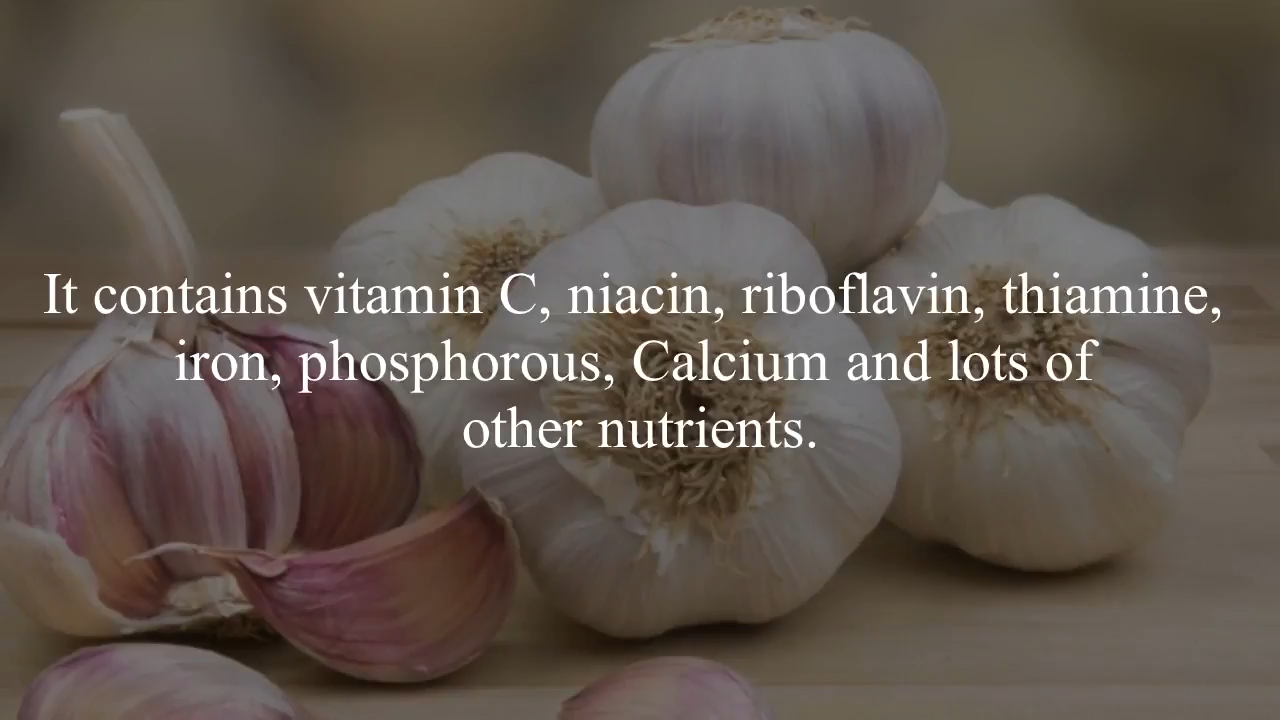 It contains vitamin C, niacin, riboflavin, thiamine,
iron, phosphorous, Calcium and lots of
other nutrients.